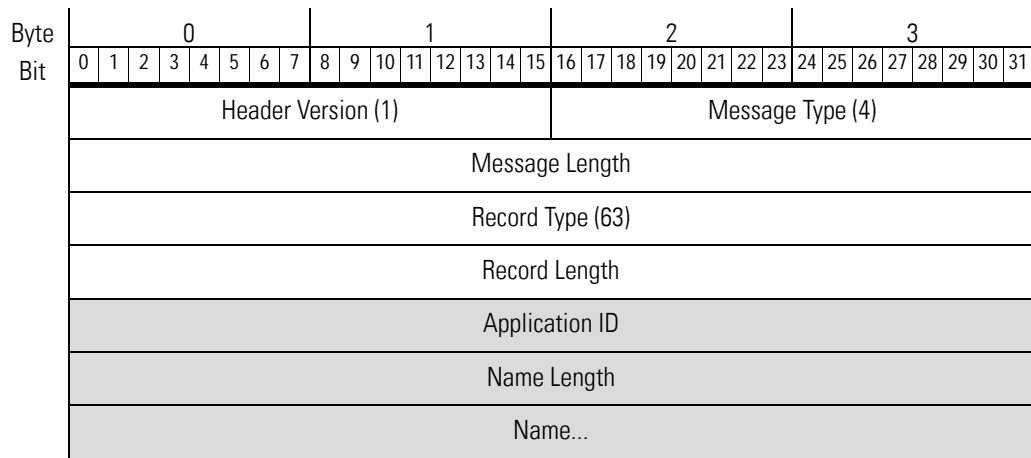 Byte 0 1 2 3
Bit 0 1 2 3 4 5 6 7 8 9 10 11 12 13 14 15 16 17 18 19 20 21 22 23 24 25 26 27 28 29 30 31
Header Version (1) Message Type (4)
Message Length
Record Type (63)
Record Length
Application ID
Name Length
Name...